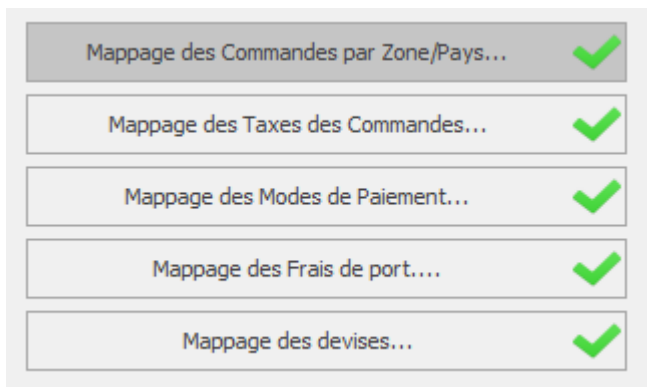 Mappage des Commandes par Zone/Pays...
Mappage des Taxes des Commandes...
Mappage des Modes de Paiement...
Mappage des Frais de port....
Mappage des devises...